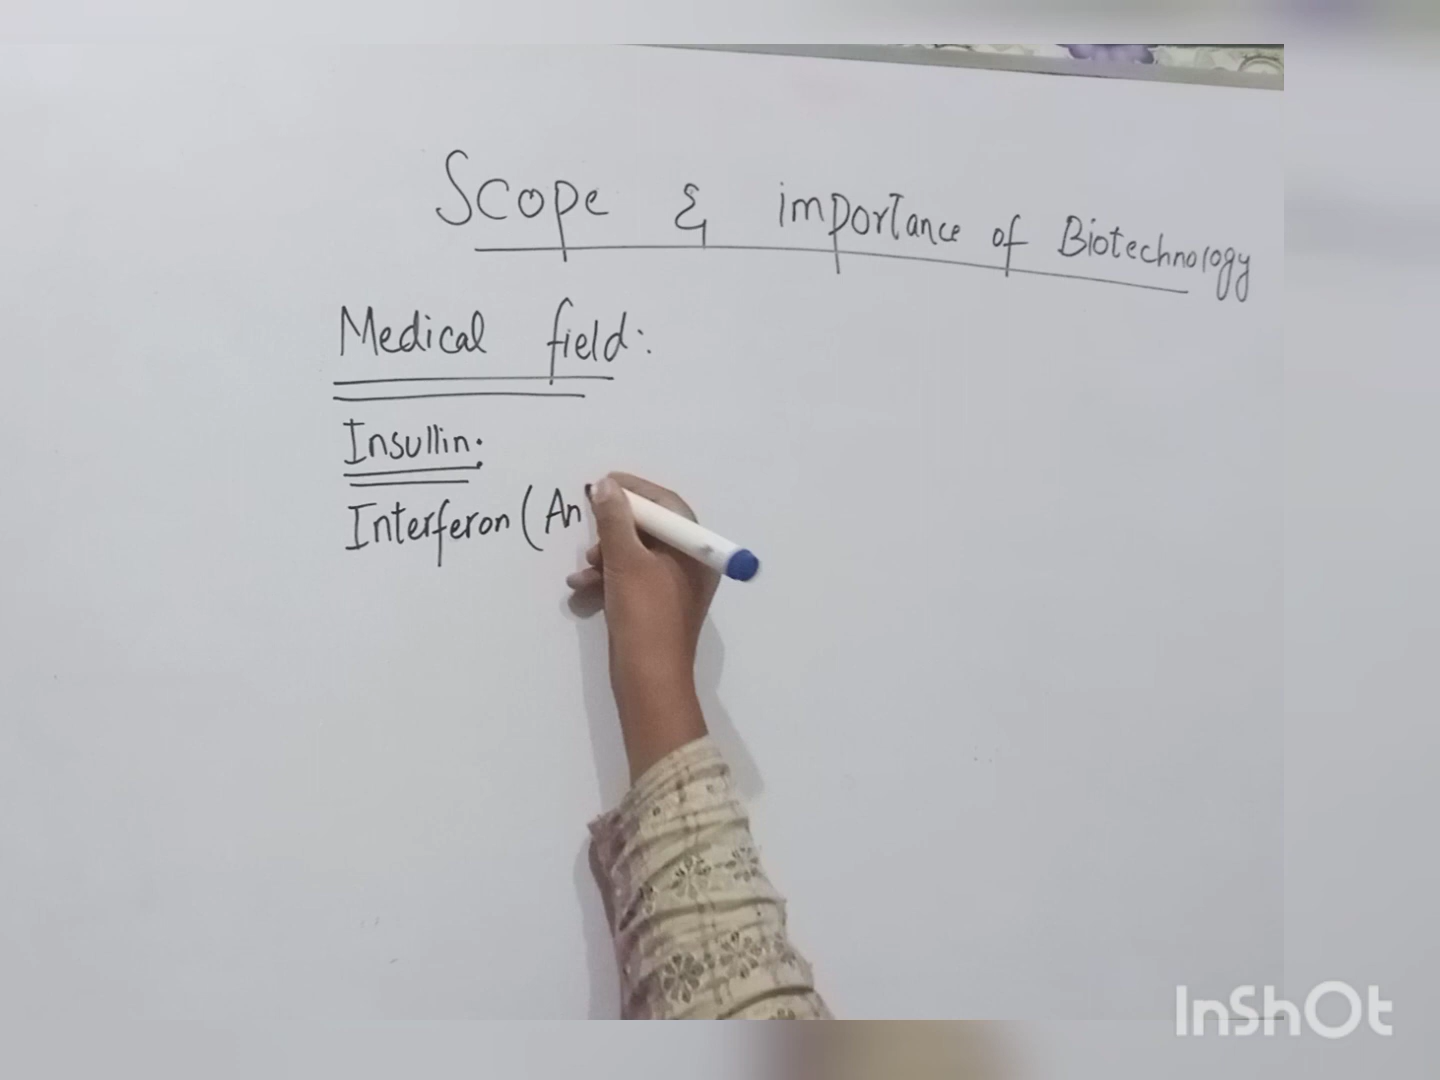 Scope & importance of Biotechnology
Medical field:
Insullin.
Interferon (An
InShOt